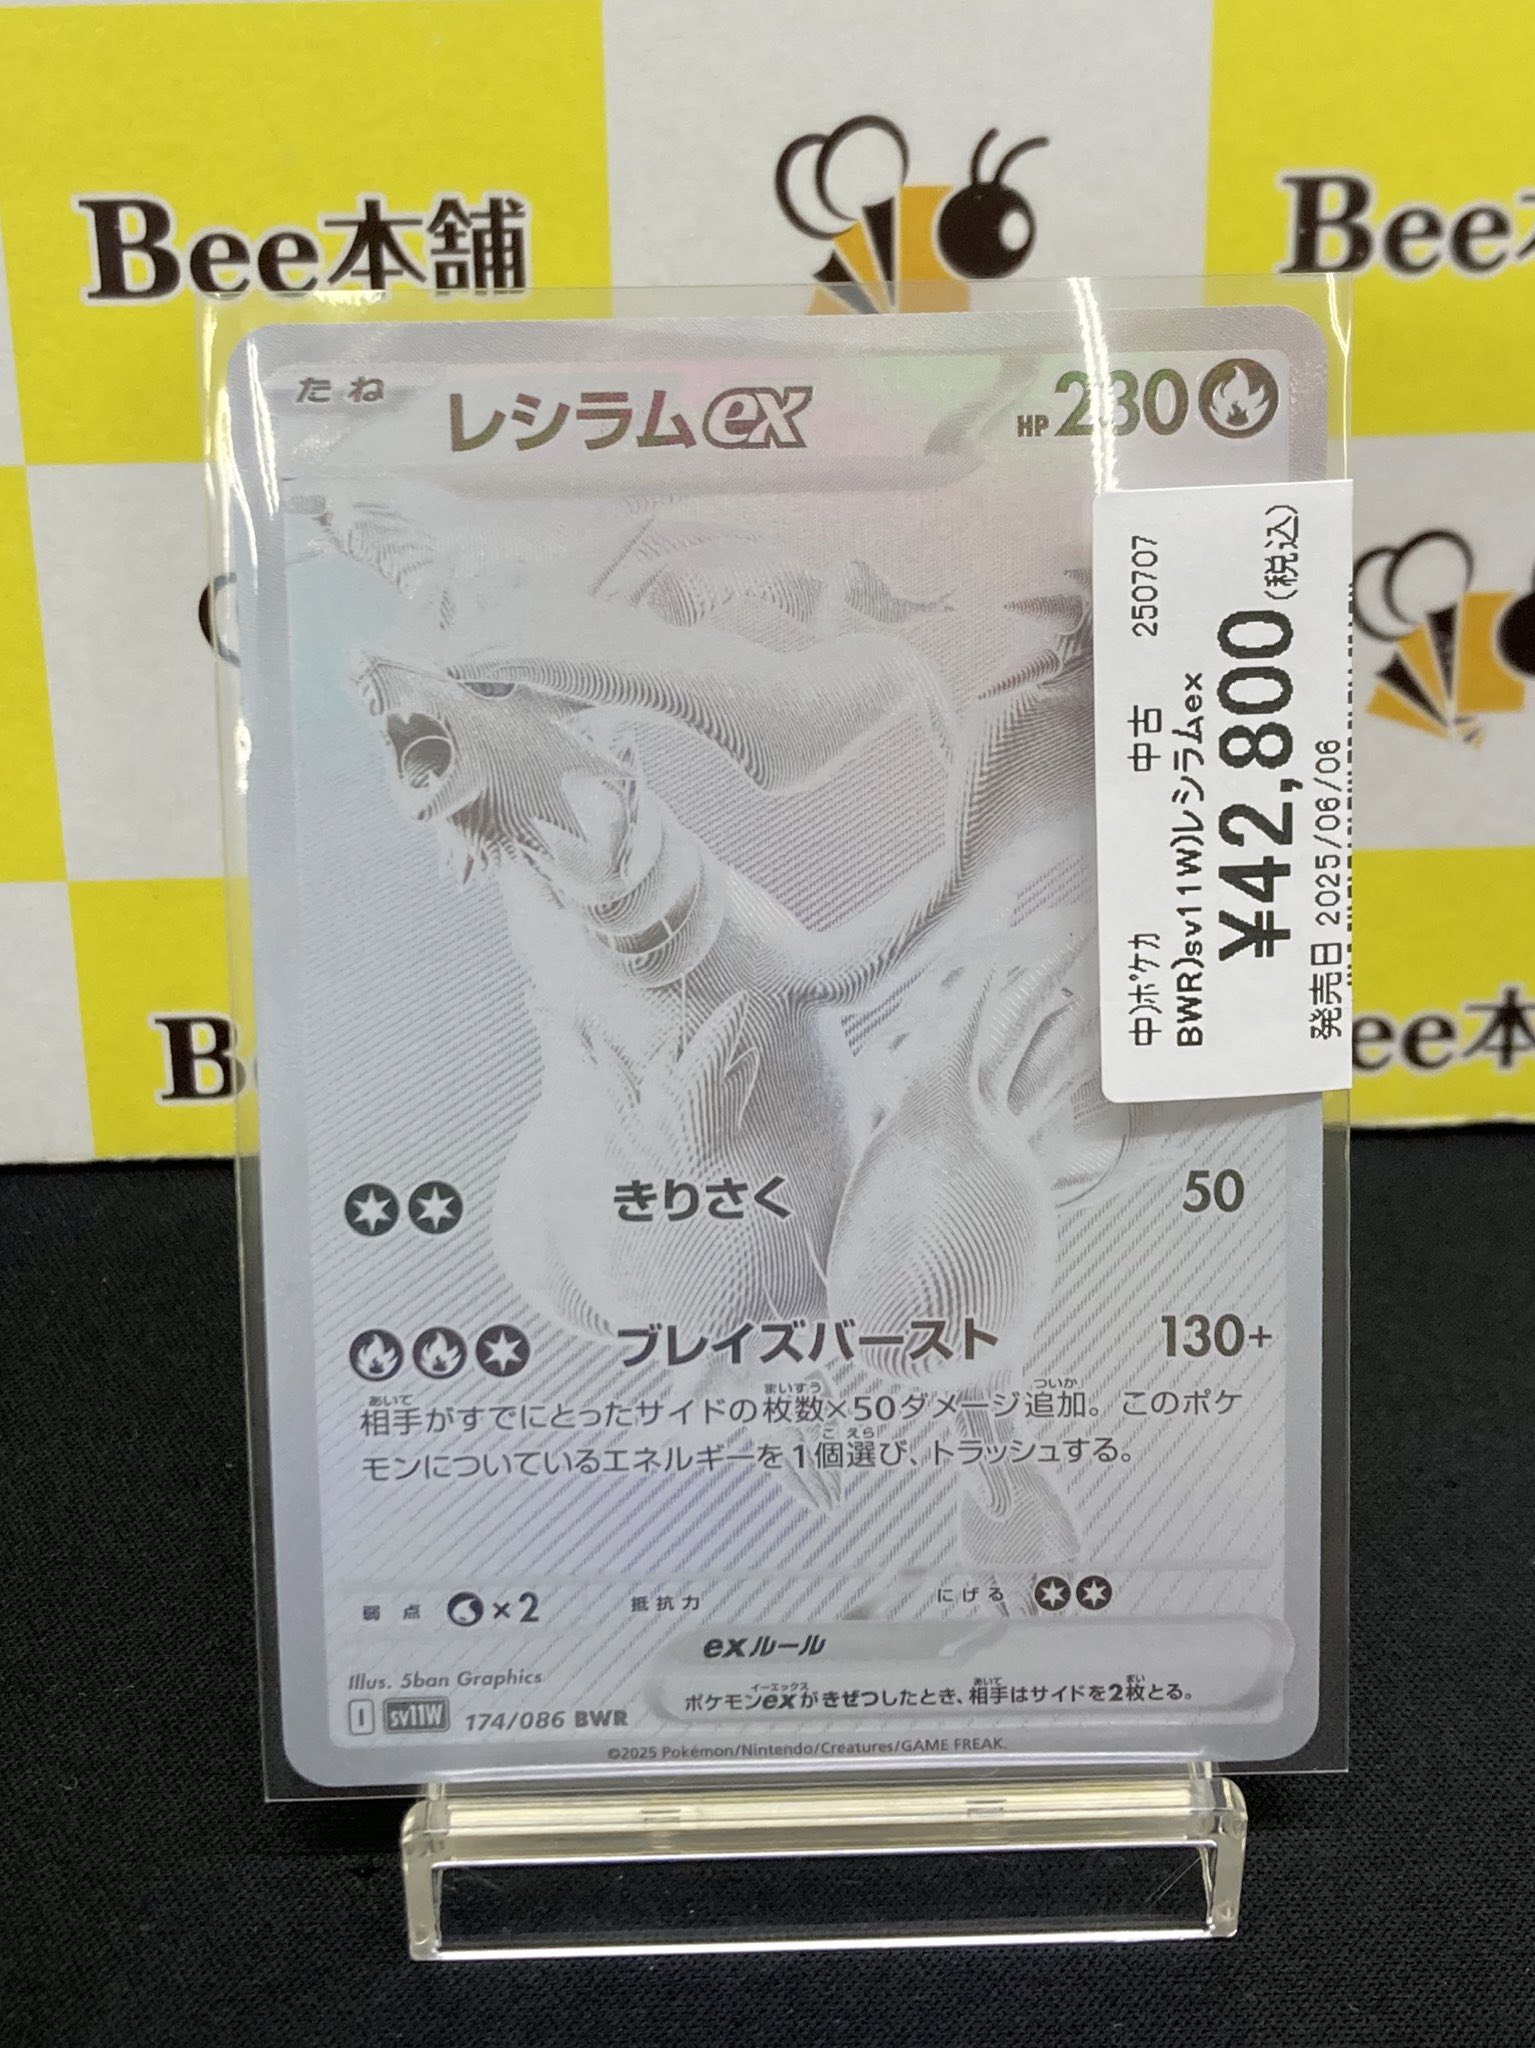 Bee本舗
Bee
たね
レシラムex
HP 230
中)ポケカ 中古 250707
BWR)sv11W)レシラムex
¥42,800(税込)
発売日 2025/06/06
ee本
きりさく 50
ブレイズバースト 130+
相手がすでにとったサイドの枚数×50ダメージ追加。このポケ
モンについているエネルギーを1個選び、トラッシュする。
弱点 ×2 抵抗力 にげる
exルール
ポケモンexがきぜつしたとき、相手はサイドを2枚とる。
Illus. 5ban Graphics
I SV11W 174/086 BWR
©2025 Pokémon/Nintendo/Creatures/GAME FREAK.